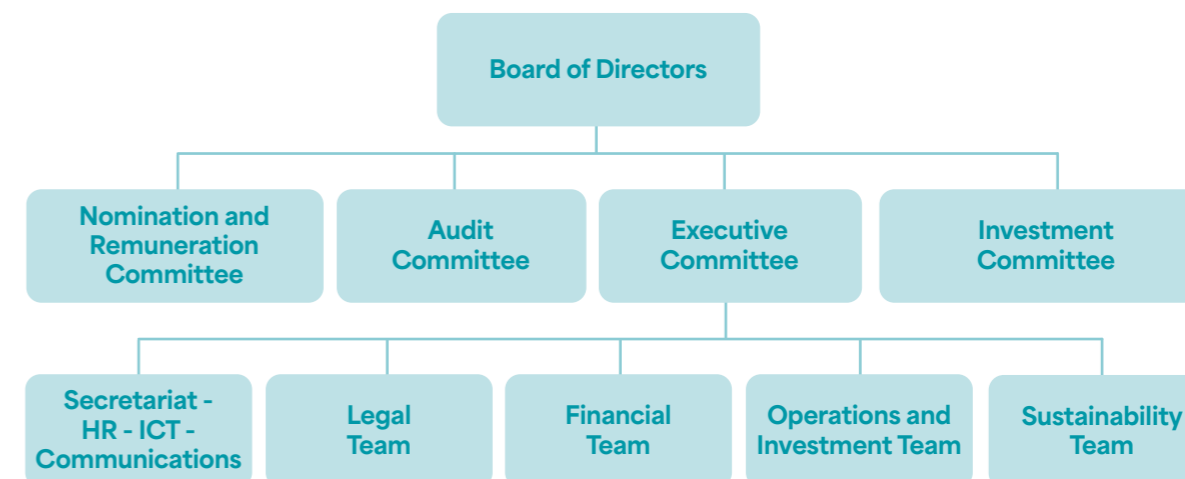 Board of Directors
Nomination and
Remuneration
Committee
Audit
Committee
Executive
Committee
Investment
Committee
Secretariat -
HR - ICT -
Communications
Legal
Team
Financial
Team
Operations and
Investment Team
Sustainability
Team